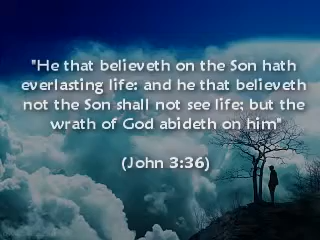 "He that believeth on the Son hath
everlasting life: and he that believeth
not the Son shall not see life; but the
wrath of God abideth on him"
(John 3:36)